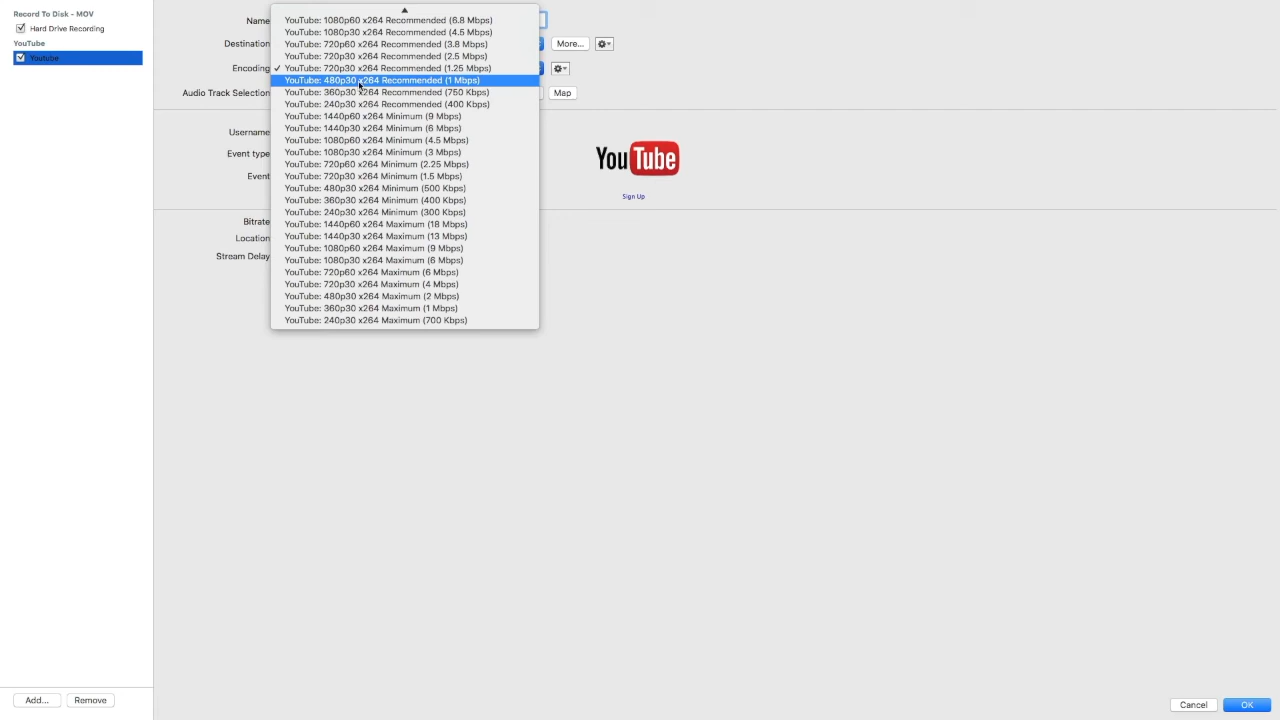 Record To Disk - MOV
Hard Drive Recording
YouTube
Youtube
Add...
Remove
Name
Destination
More...
Encoding
Audio Track Selection
Map
YouTube: 1080p60 x264 Recommended (6.8 Mbps)
YouTube: 1080p30 x264 Recommended (4.5 Mbps)
YouTube: 720p60 x264 Recommended (3.8 Mbps)
YouTube: 720p30 x264 Recommended (2.5 Mbps)
✓ YouTube: 720p30 x264 Recommended (1.25 Mbps)
YouTube: 480p30 x264 Recommended (1 Mbps)
YouTube: 360p30 x264 Recommended (750 Kbps)
YouTube: 240p30 x264 Recommended (400 Kbps)
YouTube: 1440p60 x264 Minimum (9 Mbps)
YouTube: 1440p30 x264 Minimum (6 Mbps)
YouTube: 1080p60 x264 Minimum (4.5 Mbps)
YouTube: 1080p30 x264 Minimum (3 Mbps)
YouTube: 720p60 x264 Minimum (2.25 Mbps)
YouTube: 720p30 x264 Minimum (1.5 Mbps)
YouTube: 480p30 x264 Minimum (500 Kbps)
YouTube: 360p30 x264 Minimum (400 Kbps)
YouTube: 240p30 x264 Minimum (300 Kbps)
YouTube: 1440p60 x264 Maximum (18 Mbps)
YouTube: 1440p30 x264 Maximum (13 Mbps)
YouTube: 1080p60 x264 Maximum (9 Mbps)
YouTube: 1080p30 x264 Maximum (6 Mbps)
YouTube: 720p60 x264 Maximum (6 Mbps)
YouTube: 720p30 x264 Maximum (4 Mbps)
YouTube: 480p30 x264 Maximum (2 Mbps)
YouTube: 360p30 x264 Maximum (1 Mbps)
YouTube: 240p30 x264 Maximum (700 Kbps)
Username
Event type
Event
YouTube
Sign Up
Bitrate
Location
Stream Delay
Cancel
OK